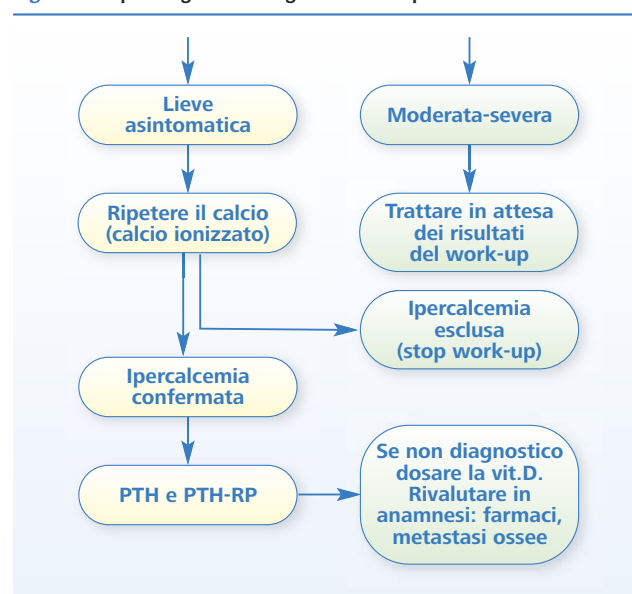 Lieve
asintomatica
Moderata-severa
Ripetere il calcio
(calcio ionizzato)
Trattare in attesa
dei risultati
del work-up
Ipercalcemia
esclusa
(stop work-up)
Ipercalcemia
confermata
PTH e PTH-RP
Se non diagnostico
dosare la vit.D.
Rivalutare in
anamnesi: farmaci,
metastasi ossee